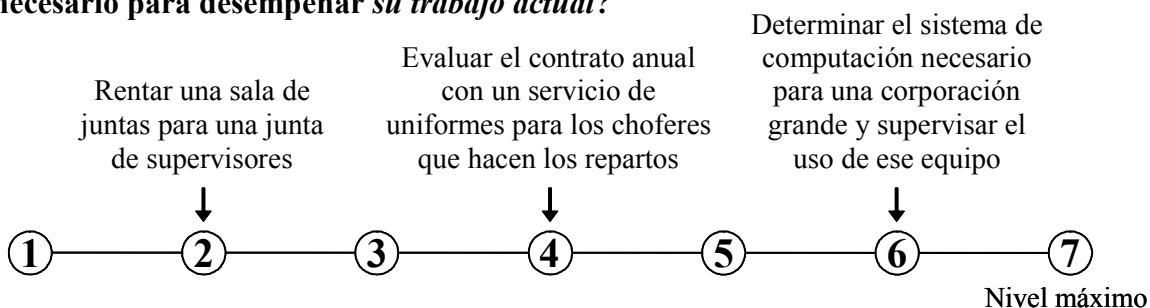 necesario para desempeñar su trabajo actual?
Rentar una sala de
juntas para una junta
de supervisores
Evaluar el contrato anual
con un servicio de
uniformes para los choferes
que hacen los repartos
Determinar el sistema de
computación necesario
para una corporación
grande y supervisar el
uso de ese equipo
1 2 3 4 5 6 7
Nivel máximo